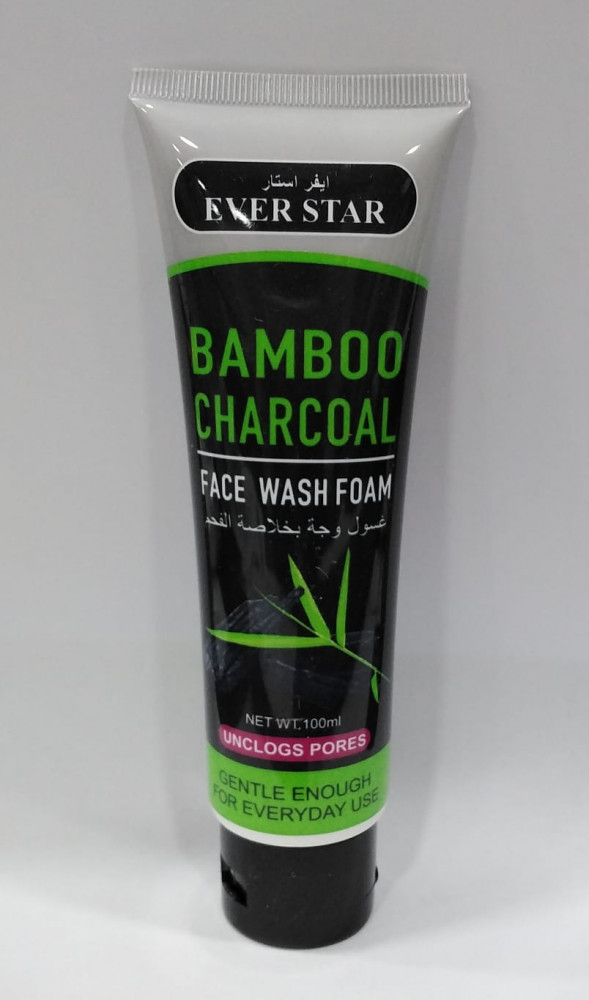 ايفر استار
EVER STAR
BAMBOO
CHARCOAL
FACE WASH FOAM
غسول وجة بخلاصة الفحم
NET WT.100ml
UNCLOGS PORES
GENTLE ENOUGH
FOR EVERYDAY USE